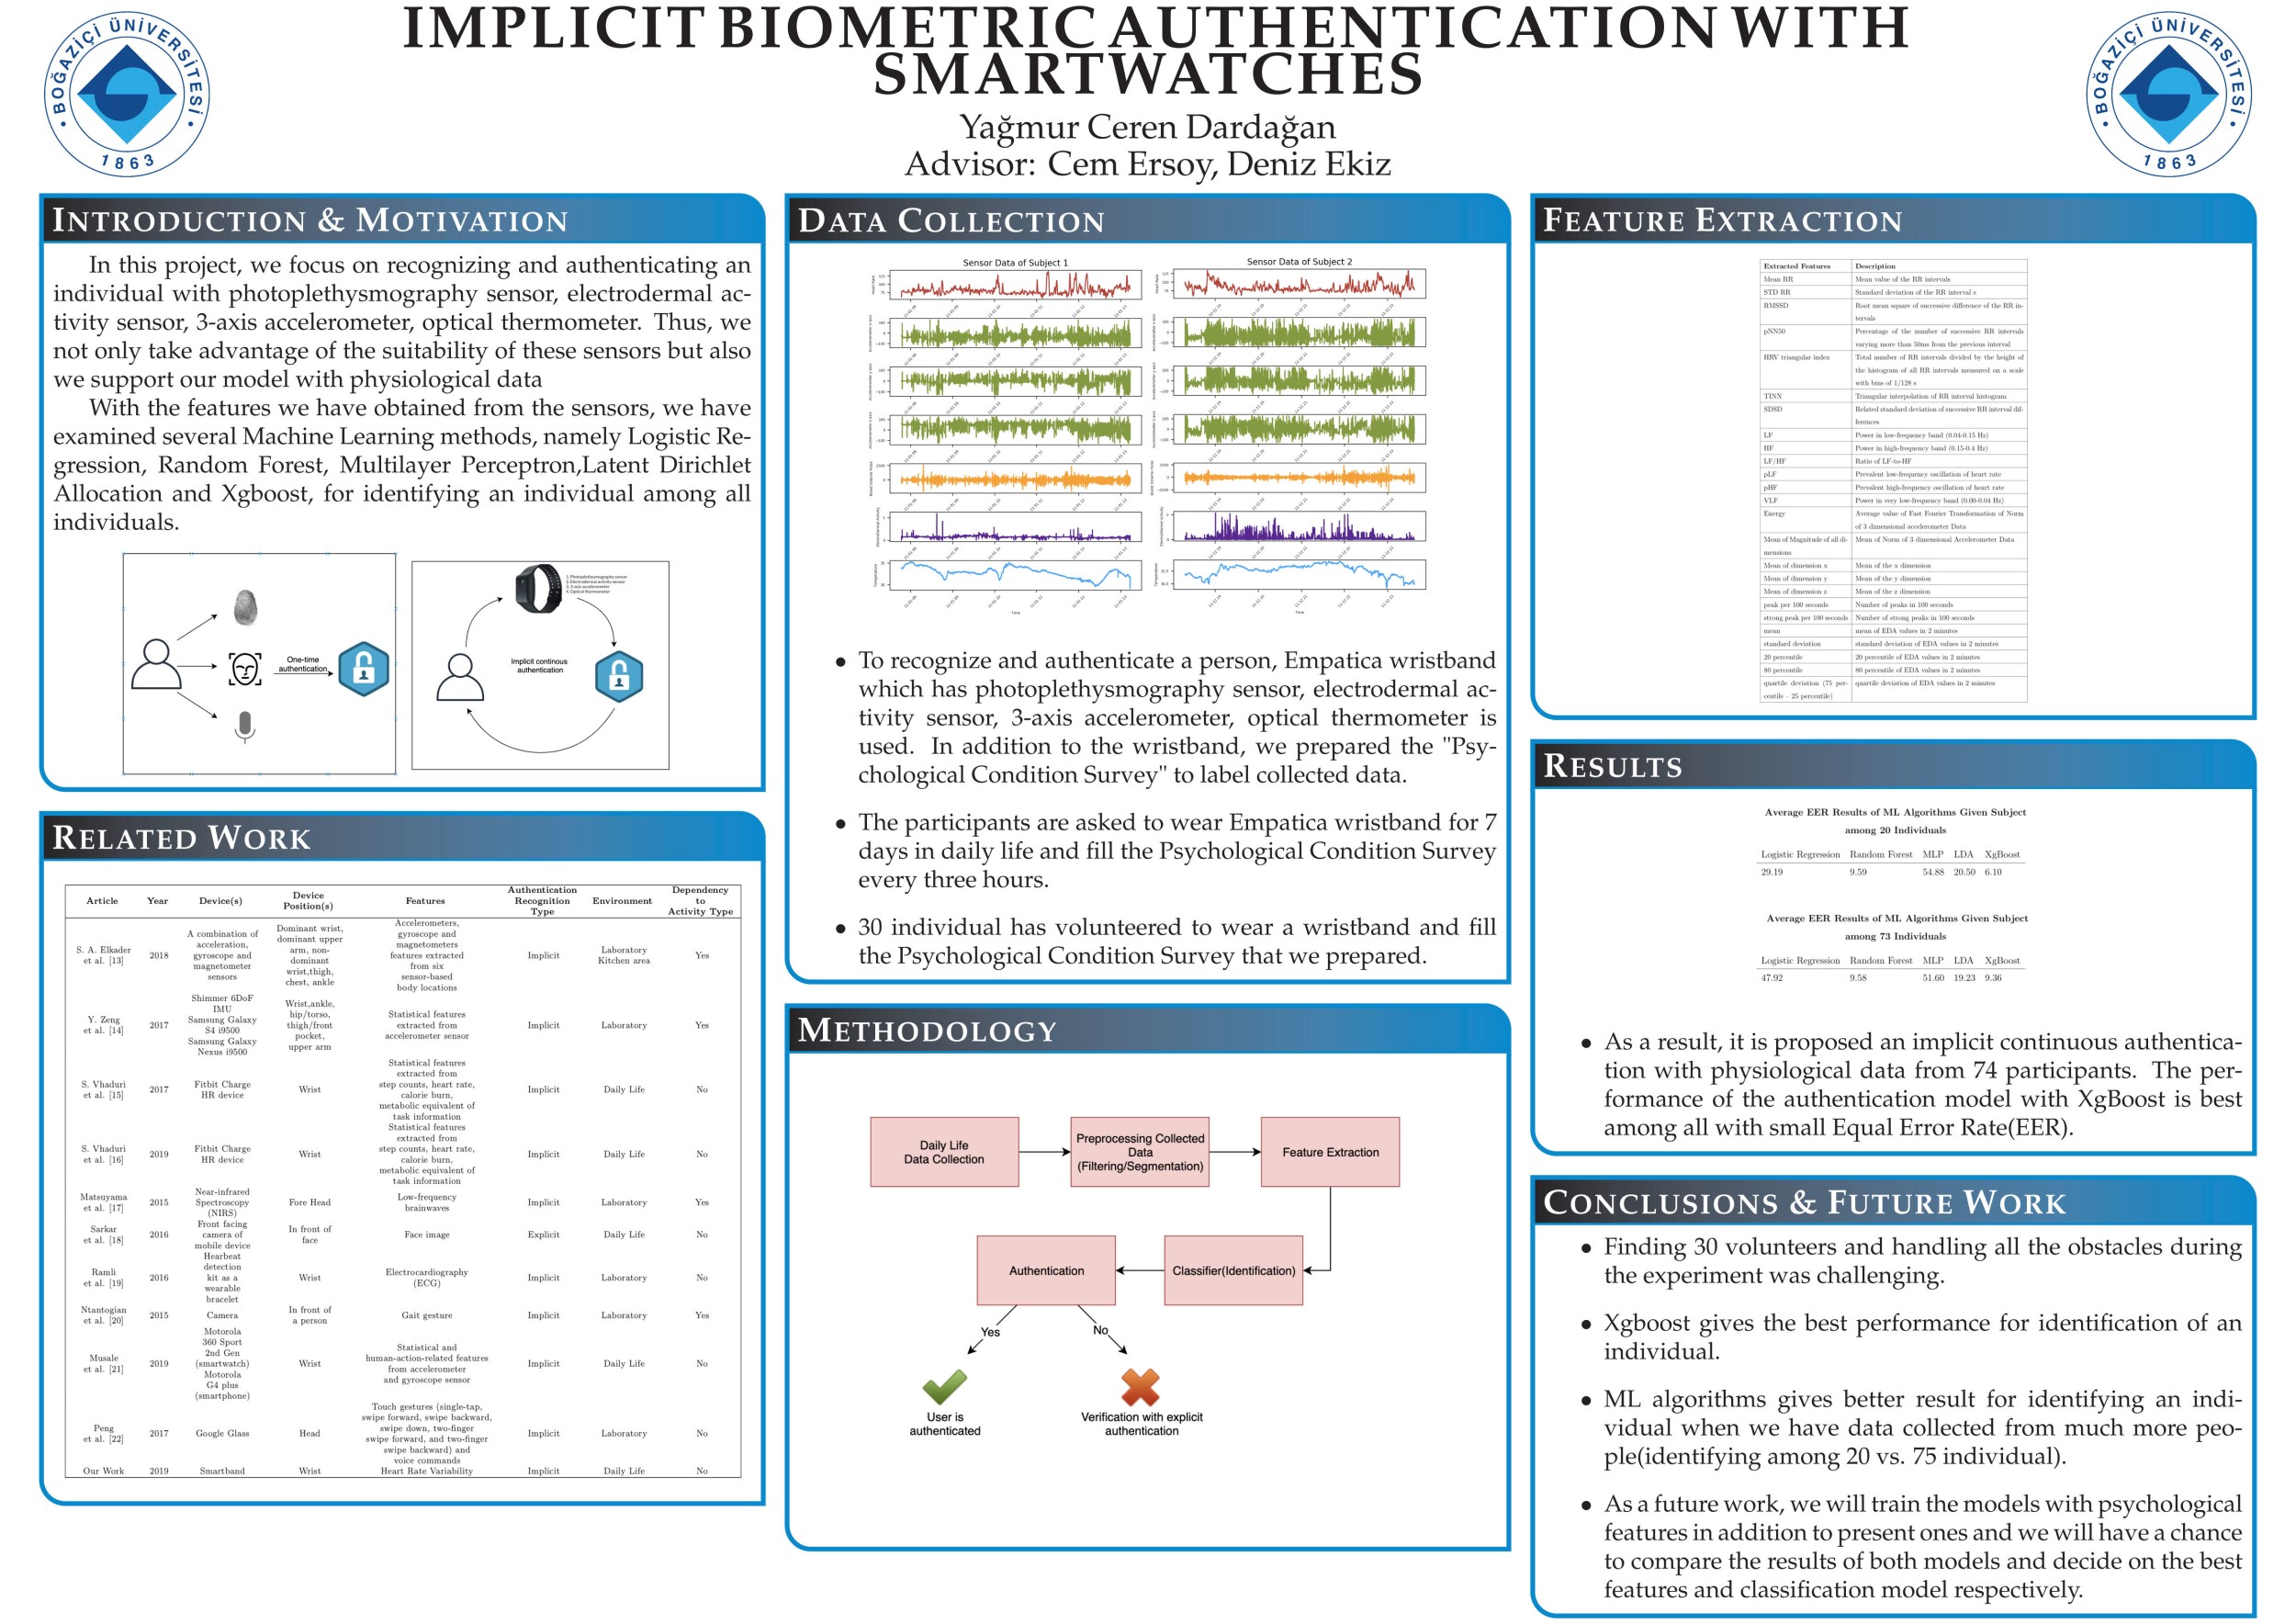 IMPLICIT BIOMETRIC AUTHENTICATION WITH
SMARTWATCHES
Yağmur Ceren Dardağan
Advisor: Cem Ersoy, Deniz Ekiz
BOĞAZİÇİ ÜNİVERSİTESİ
1863
BOĞAZİÇİ ÜNİVERSİTESİ
1863
INTRODUCTION & MOTIVATION
In this project, we focus on recognizing and authenticating an
individual with photoplethysmography sensor, electrodermal ac-
tivity sensor, 3-axis accelerometer, optical thermometer. Thus, we
not only take advantage of the suitability of these sensors but also
we support our model with physiological data
With the features we have obtained from the sensors, we have
examined several Machine Learning methods, namely Logistic Re-
gression, Random Forest, Multilayer Perceptron,Latent Dirichlet
Allocation and Xgboost, for identifying an individual among all
individuals.
One-time
authentication
1. Photoplethysmography sensor
2. Electrodermal activity sensor
3. 3-axis accelerometer
4. Optical thermometer
Implicit continous
authentication
RELATED WORK
Article Year Device(s) Device Position(s) Features Authentication Recognition Type Environment Dependency to Activity Type
S. A. Elkader et al. [13] 2018 A combination of acceleration, gyroscope and magnetometer sensors Dominant wrist, dominant upper arm, non-dominant wrist,thigh, chest, ankle Accelerometers, gyroscope and magnetometers features extracted from six sensor-based body locations Implicit Laboratory Kitchen area Yes
Y. Zeng et al. [14] 2017 Shimmer 6DoF IMU Samsung Galaxy S4 i9500 Samsung Galaxy Nexus i9500 Wrist,ankle, hip/torso, thigh/front pocket, upper arm Statistical features extracted from accelerometer sensor Implicit Laboratory Yes
S. Vhaduri et al. [15] 2017 Fitbit Charge HR device Wrist Statistical features extracted from step counts, heart rate, calorie burn, metabolic equivalent of task information Implicit Daily Life No
S. Vhaduri et al. [16] 2019 Fitbit Charge HR device Wrist Statistical features extracted from step counts, heart rate, calorie burn, metabolic equivalent of task information Implicit Daily Life No
Matsuyama et al. [17] 2015 Near-infrared Spectroscopy (NIRS) Fore Head Low-frequency brainwaves Implicit Laboratory Yes
Sarkar et al. [18] 2016 Front facing camera of mobile device In front of face Face image Explicit Daily Life No
Ramli et al. [19] 2016 Hearbeat detection kit as a wearable bracelet Wrist Electrocardiography (ECG) Implicit Laboratory No
Ntantogian et al. [20] 2015 Camera In front of a person Gait gesture Implicit Laboratory Yes
Musale et al. [21] 2019 Motorola 360 Sport 2nd Gen (smartwatch) Motorola G4 plus (smartphone) Wrist Statistical and human-action-related features from accelerometer and gyroscope sensor Implicit Daily Life No
Peng et al. [22] 2017 Google Glass Head Touch gestures (single-tap, swipe forward, swipe backward, swipe down, two-finger swipe forward, and two-finger swipe backward) and voice commands Implicit Laboratory No
Our Work 2019 Smartband Wrist Heart Rate Variability Implicit Daily Life No
DATA COLLECTION
Sensor Data of Subject 1
Sensor Data of Subject 2
Time
Time
• To recognize and authenticate a person, Empatica wristband
which has photoplethysmography sensor, electrodermal ac-
tivity sensor, 3-axis accelerometer, optical thermometer is
used. In addition to the wristband, we prepared the "Psy-
chological Condition Survey" to label collected data.
• The participants are asked to wear Empatica wristband for 7
days in daily life and fill the Psychological Condition Survey
every three hours.
• 30 individual has volunteered to wear a wristband and fill
the Psychological Condition Survey that we prepared.
METHODOLOGY
Daily Life
Data Collection
Preprocessing Collected
Data
(Filtering/Segmentation)
Feature Extraction
Authentication
Classifier(Identification)
Yes
No
User is
authenticated
Verification with explicit
authentication
FEATURE EXTRACTION
Extracted Features Description
Mean RR Mean value of the RR intervals
STD RR Standard deviation of the RR interval s
RMSSD Root mean square of successive difference of the RR in-
tervals
pNN50 Percentage of the number of successive RR intervals
varying more than 50ms from the previous interval
HRV triangular index Total number of RR intervals divided by the height of
the histogram of all RR intervals measured on a scale
with bins of 1/128 s
TINN Triangular interpolation of RR interval histogram
SDSD Related standard deviation of successive RR interval dif-
ferences
LF Power in low-frequency band (0.04-0.15 Hz)
HF Power in high-frequency band (0.15-0.4 Hz)
LF/HF Ratio of LF-to-HF
pLF Prevalent low-frequency oscillation of heart rate
pHF Prevalent high-frequency oscillation of heart rate
VLF Power in very low-frequency band (0.00-0.04 Hz)
Energy Average value of Fast Fourier Transformation of Norm
of 3 dimensional accelerometer Data
Mean of Magnitude of all di-
mensions Mean of Norm of 3 dimensional Accelerometer Data
Mean of dimension x Mean of the x dimension
Mean of dimension y Mean of the y dimension
Mean of dimension z Mean of the z dimension
peak per 100 seconds Number of peaks in 100 seconds
strong peak per 100 seconds Number of strong peaks in 100 seconds
mean mean of EDA values in 2 minutes
standard deviation standard deviation of EDA values in 2 minutes
20 percentile 20 percentile of EDA values in 2 minutes
80 percentile 80 percentile of EDA values in 2 minutes
quartile deviation (75 per-
centile – 25 percentile) quartile deviation of EDA values in 2 minutes
RESULTS
Average EER Results of ML Algorithms Given Subject
among 20 Individuals
Logistic Regression Random Forest MLP LDA XgBoost
29.19 9.59 54.88 20.50 6.10
Average EER Results of ML Algorithms Given Subject
among 73 Individuals
Logistic Regression Random Forest MLP LDA XgBoost
47.92 9.58 51.60 19.23 9.36
• As a result, it is proposed an implicit continuous authentica-
tion with physiological data from 74 participants. The per-
formance of the authentication model with XgBoost is best
among all with small Equal Error Rate(EER).
CONCLUSIONS & FUTURE WORK
• Finding 30 volunteers and handling all the obstacles during
the experiment was challenging.
• Xgboost gives the best performance for identification of an
individual.
• ML algorithms gives better result for identifying an indi-
vidual when we have data collected from much more peo-
ple(identifying among 20 vs. 75 individual).
• As a future work, we will train the models with psychological
features in addition to present ones and we will have a chance
to compare the results of both models and decide on the best
features and classification model respectively.